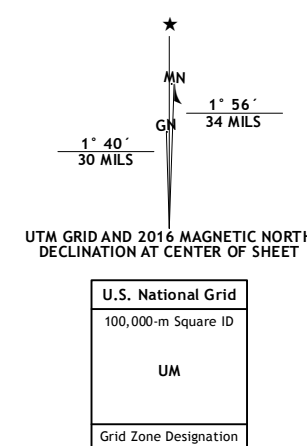 ★
MN
1° 56´
34 MILS
GN
1° 40´
30 MILS
UTM GRID AND 2016 MAGNETIC NORTH
DECLINATION AT CENTER OF SHEET
U.S. National Grid
100,000-m Square ID
UM
Grid Zone Designation